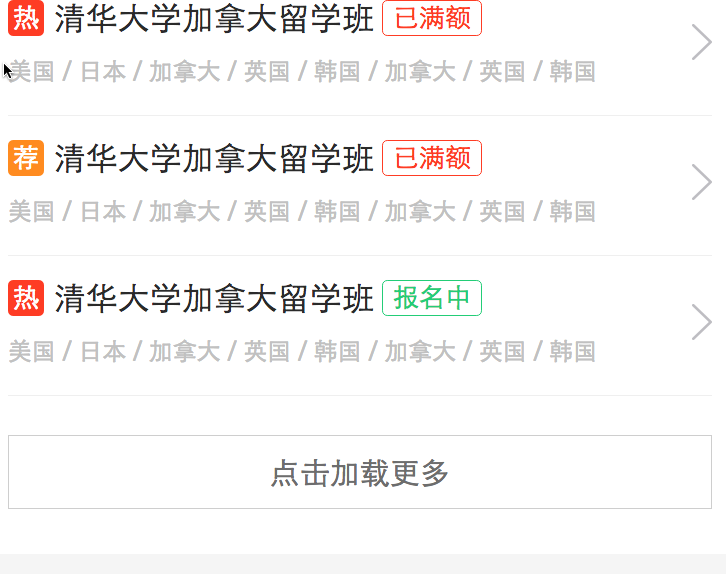 热 清华大学加拿大留学班 已满额
美国 / 日本 / 加拿大 / 英国 / 韩国 / 加拿大 / 英国 / 韩国
荐 清华大学加拿大留学班 已满额
美国 / 日本 / 加拿大 / 英国 / 韩国 / 加拿大 / 英国 / 韩国
热 清华大学加拿大留学班 报名中
美国 / 日本 / 加拿大 / 英国 / 韩国 / 加拿大 / 英国 / 韩国
点击加载更多